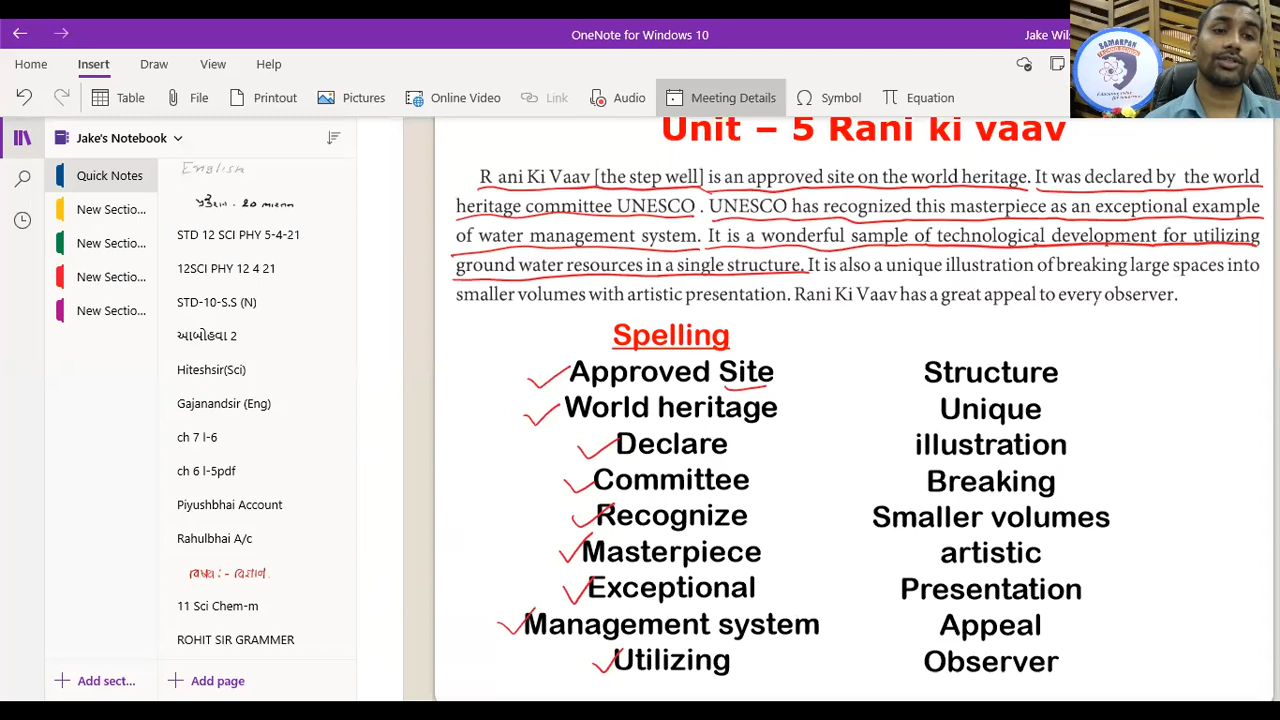 OneNote for Windows 10
Home
Insert
Draw
View
Help
Table
File
Printout
Pictures
Online Video
Link
Audio
Meeting Details
Symbol
Equation
SAMARPAN
Jake's Notebook
Quick Notes
New Sectio...
New Sectio...
New Sectio...
New Sectio...
Add sect...
English
STD 12 SCI PHY 5-4-21
12SCI PHY 12 4 21
STD-10-S.S (N)
આબોહવા 2
Hiteshsir(Sci)
Gajanandsir (Eng)
ch 7 l-6
ch 6 l-5pdf
Piyushbhai Account
Rahulbhai A/c
વિષય :- વિજ્ઞાન
11 Sci Chem-m
ROHIT SIR GRAMMER
Add page
Unit – 5 Rani ki vaav
R ani Ki Vaav [the step well] is an approved site on the world heritage. It was declared by the world
heritage committee UNESCO . UNESCO has recognized this masterpiece as an exceptional example
of water management system. It is a wonderful sample of technological development for utilizing
ground water resources in a single structure. It is also a unique illustration of breaking large spaces into
smaller volumes with artistic presentation. Rani Ki Vaav has a great appeal to every observer.
Spelling
Approved Site
World heritage
Declare
Committee
Recognize
Masterpiece
Exceptional
Management system
Utilizing
Structure
Unique
illustration
Breaking
Smaller volumes
artistic
Presentation
Appeal
Observer